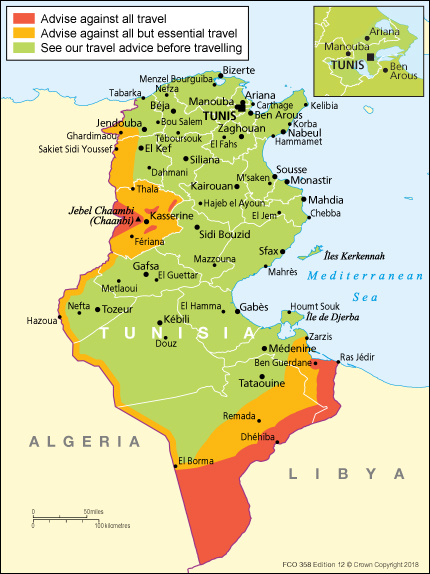 Advise against all travel
Advise against all but essential travel
See our travel advice before travelling
Ariana
Manouba
TUNIS
Ben
Arous
Bizerte
Menzel Bourguiba
Nefza
Tabarka
Ariana
Manouba
Carthage
Kelibia
Béja
TUNIS
Ben Arous
Jendouba
Bou Salem
Korba
Zaghouan
Nabeul
Ghardimaou
Téboursouk
El Fahs
Hammamet
Sakiet Sidi Youssef
El Kef
Siliana
Dahmani
Sousse
M'saken
Monastir
Thala
Kairouan
Mahdia
Hajeb el Ayoun
Jebel Chaambi
(Chaanbi)
Kasserine
El Jem
Chebba
Sidi Bouzid
Fériana
Sfax
Îles Kerkennah
Mazzouna
Gafsa
Mahrès
El Guettar
Mediterranean
Sea
Metlaoui
Nefta
Tozeur
El Hamma
Gabès
Houmt Souk
Île de Djerba
Hazoua
Kébili
TUNISIA
Zarzis
Douz
Médenine
Ben Guerdane
Ras Jédir
Tataouine
Remada
Dhéhiba
ALGERIA
El Borma
LIBYA
0 50miles
0 100kilometres
FCO 358 Edition 12 © Crown Copyright 2018